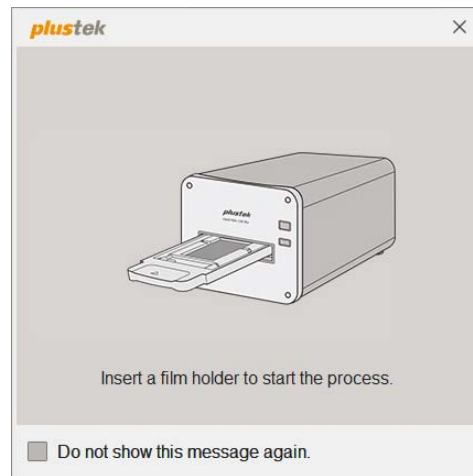 plustek
plustek
Insert a film holder to start the process.
Do not show this message again.